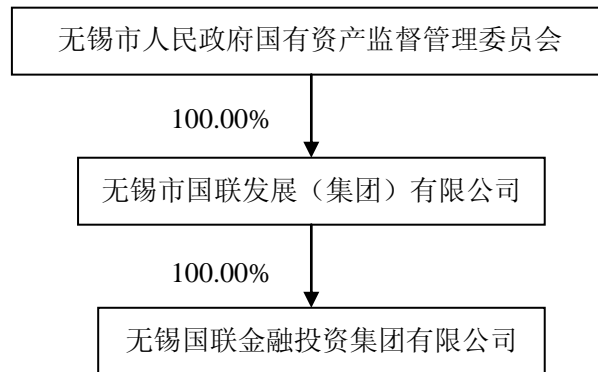 无锡市人民政府国有资产监督管理委员会
100.00%
无锡市国联发展（集团）有限公司
100.00%
无锡国联金融投资集团有限公司